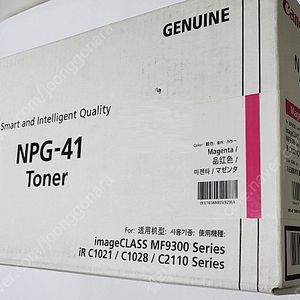 GENUINE
Smart and Intelligent Quality
NPG-41
Toner
Magenta /
品红色 /
마젠타 / マゼンタ
For / 适用机型: 사용기종: 使用機種:
imageCLASS MF9300 Series
iR C1021 / C1028 / C2110 Series